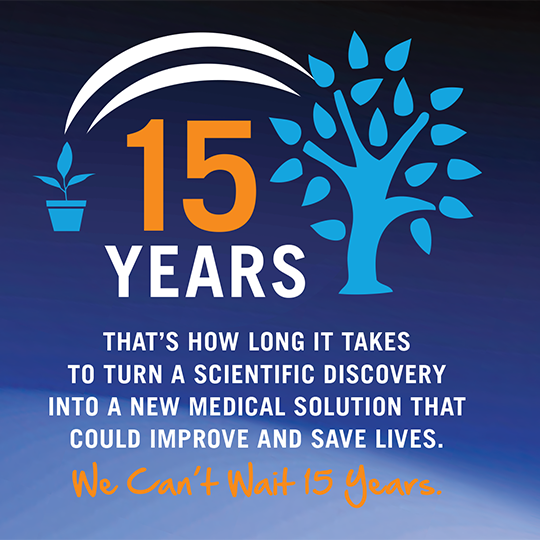 15
YEARS
THAT'S HOW LONG IT TAKES
TO TURN A SCIENTIFIC DISCOVERY
INTO A NEW MEDICAL SOLUTION THAT
COULD IMPROVE AND SAVE LIVES.
We Can't Wait 15 Years.